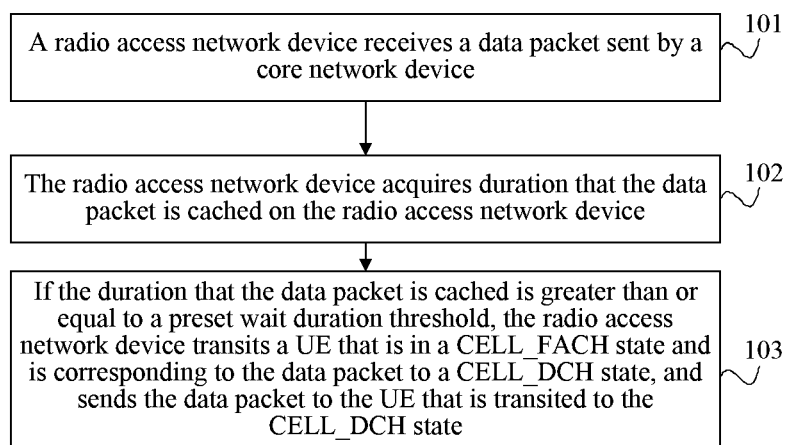 A radio access network device receives a data packet sent by a
core network device
101
The radio access network device acquires duration that the data
packet is cached on the radio access network device
102
If the duration that the data packet is cached is greater than or
equal to a preset wait duration threshold, the radio access
network device transits a UE that is in a CELL_FACH state and
is corresponding to the data packet to a CELL_DCH state, and
sends the data packet to the UE that is transited to the
CELL_DCH state
103